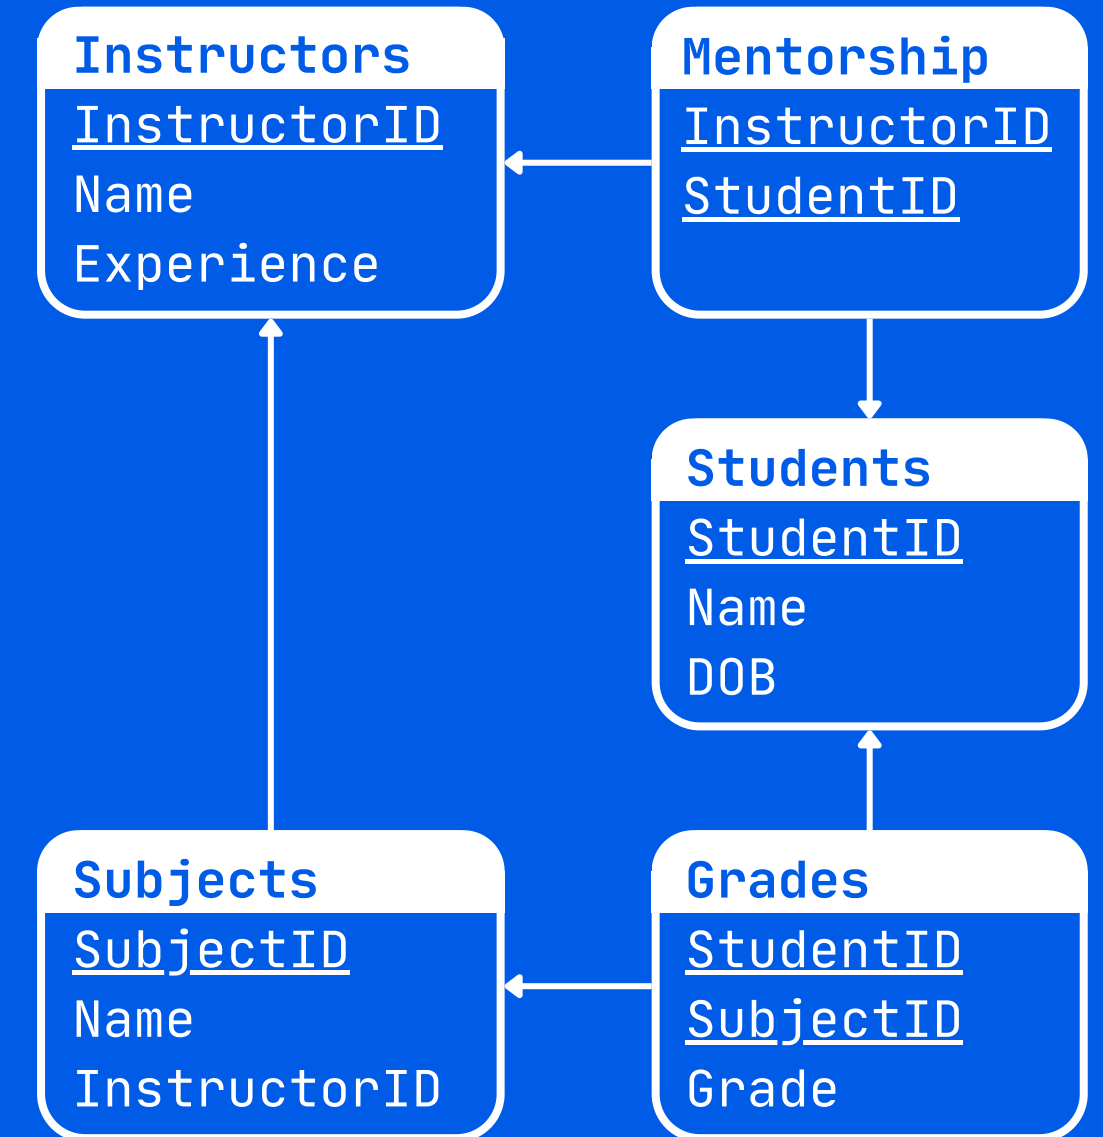 Instructors
InstructorID
Name
Experience
Mentorship
InstructorID
StudentID
Students
StudentID
Name
DOB
Subjects
SubjectID
Name
InstructorID
Grades
StudentID
SubjectID
Grade